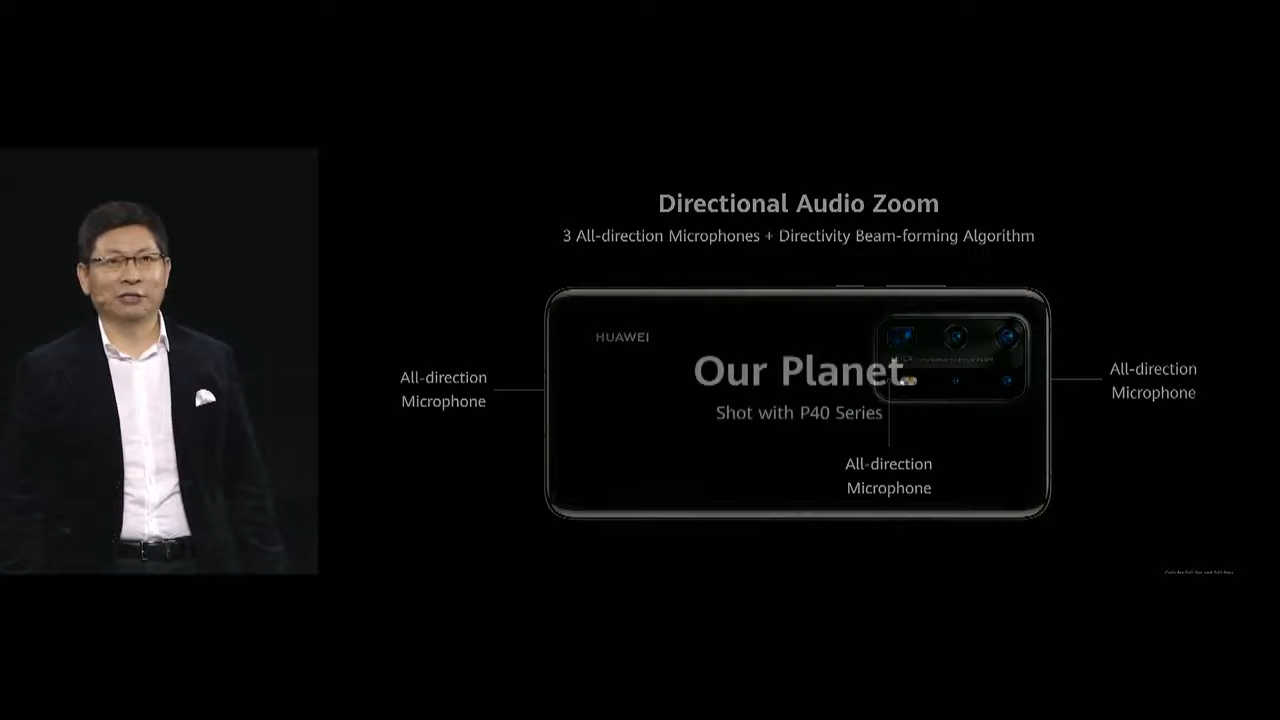 Directional Audio Zoom
3 All-direction Microphones + Directivity Beam-forming Algorithm
HUAWEI
LEICA
Our Planet
Shot with P40 Series
All-direction
Microphone
All-direction
Microphone
All-direction
Microphone